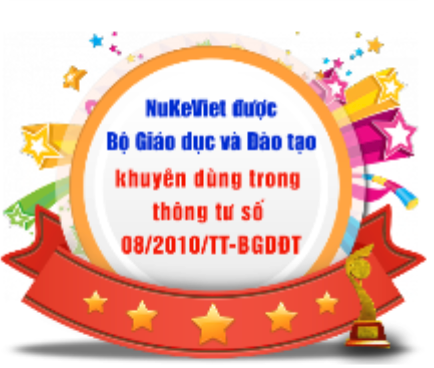 NuKeViet được
Bộ Giáo dục và Đào tạo
khuyên dùng trong
thông tư số
08/2010/TT-BGDĐT